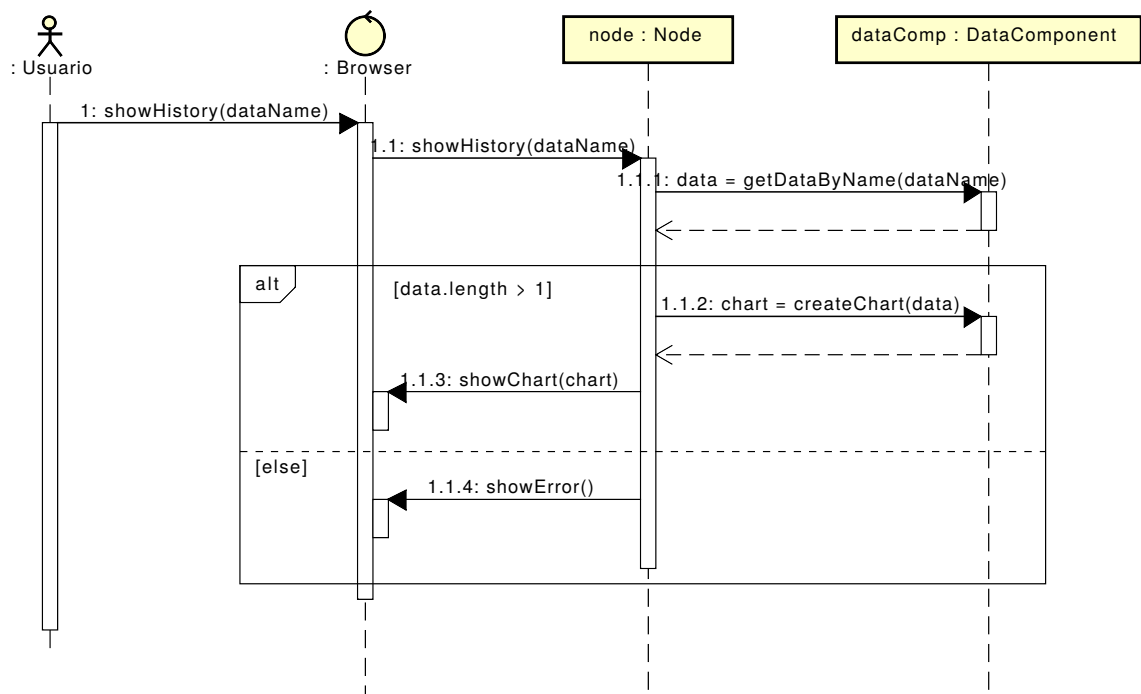 node : Node
dataComp : DataComponent
: Usuario
: Browser
1: showHistory(dataName)
1.1: showHistory(dataName)
1.1.1: data = getDataByName(dataName)
alt
[data.length > 1]
1.1.2: chart = createChart(data)
1.1.3: showChart(chart)
[else]
1.1.4: showError()